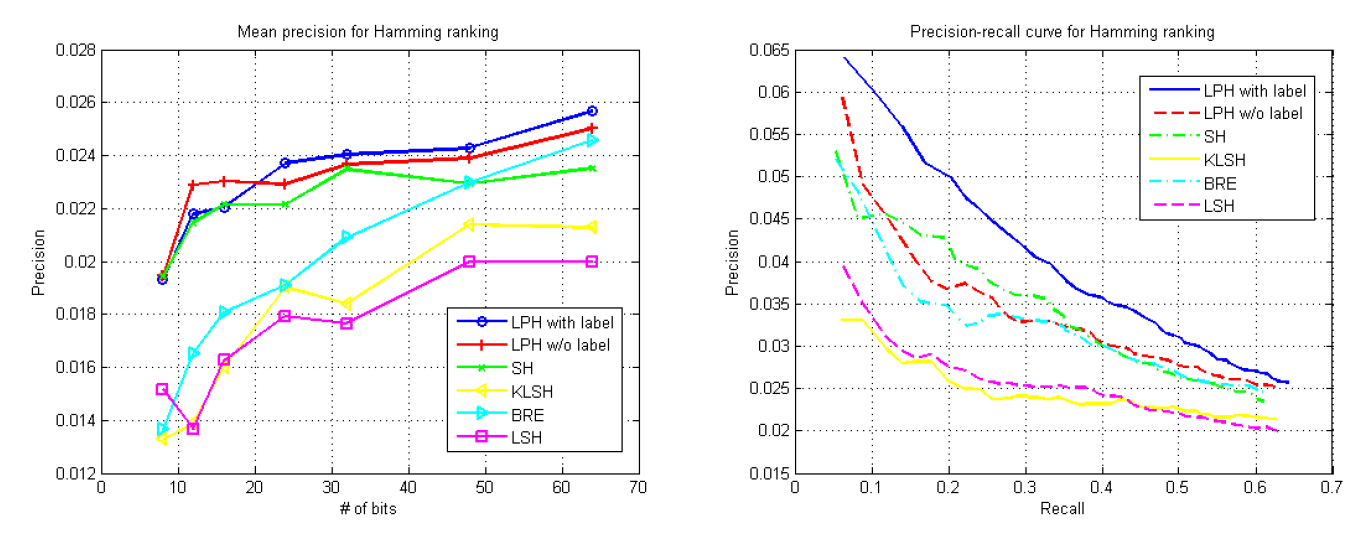 Mean precision for Hamming ranking
0.028
0.026
0.024
0.022
0.02
0.018
0.016
0.014
0.012
Precision
0
10
20
30
40
50
60
70
# of bits
LPH with label
LPH w/o label
SH
KLSH
BRE
LSH
Precision-recall curve for Hamming ranking
0.065
0.06
0.055
0.05
0.045
0.04
0.035
0.03
0.025
0.02
0.015
Precision
0
0.1
0.2
0.3
0.4
0.5
0.6
0.7
Recall
LPH with label
LPH w/o label
SH
KLSH
BRE
LSH